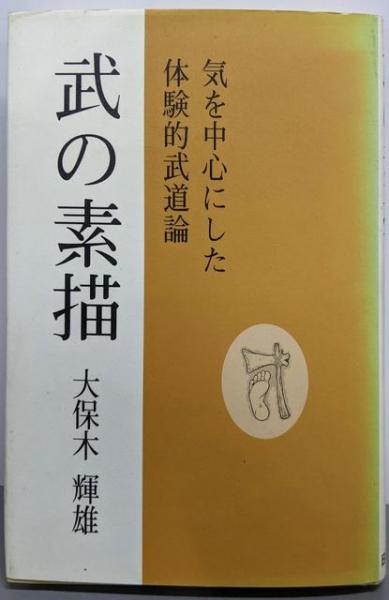 気を中心にした
体験的武道論
武の素描
大保木 輝雄